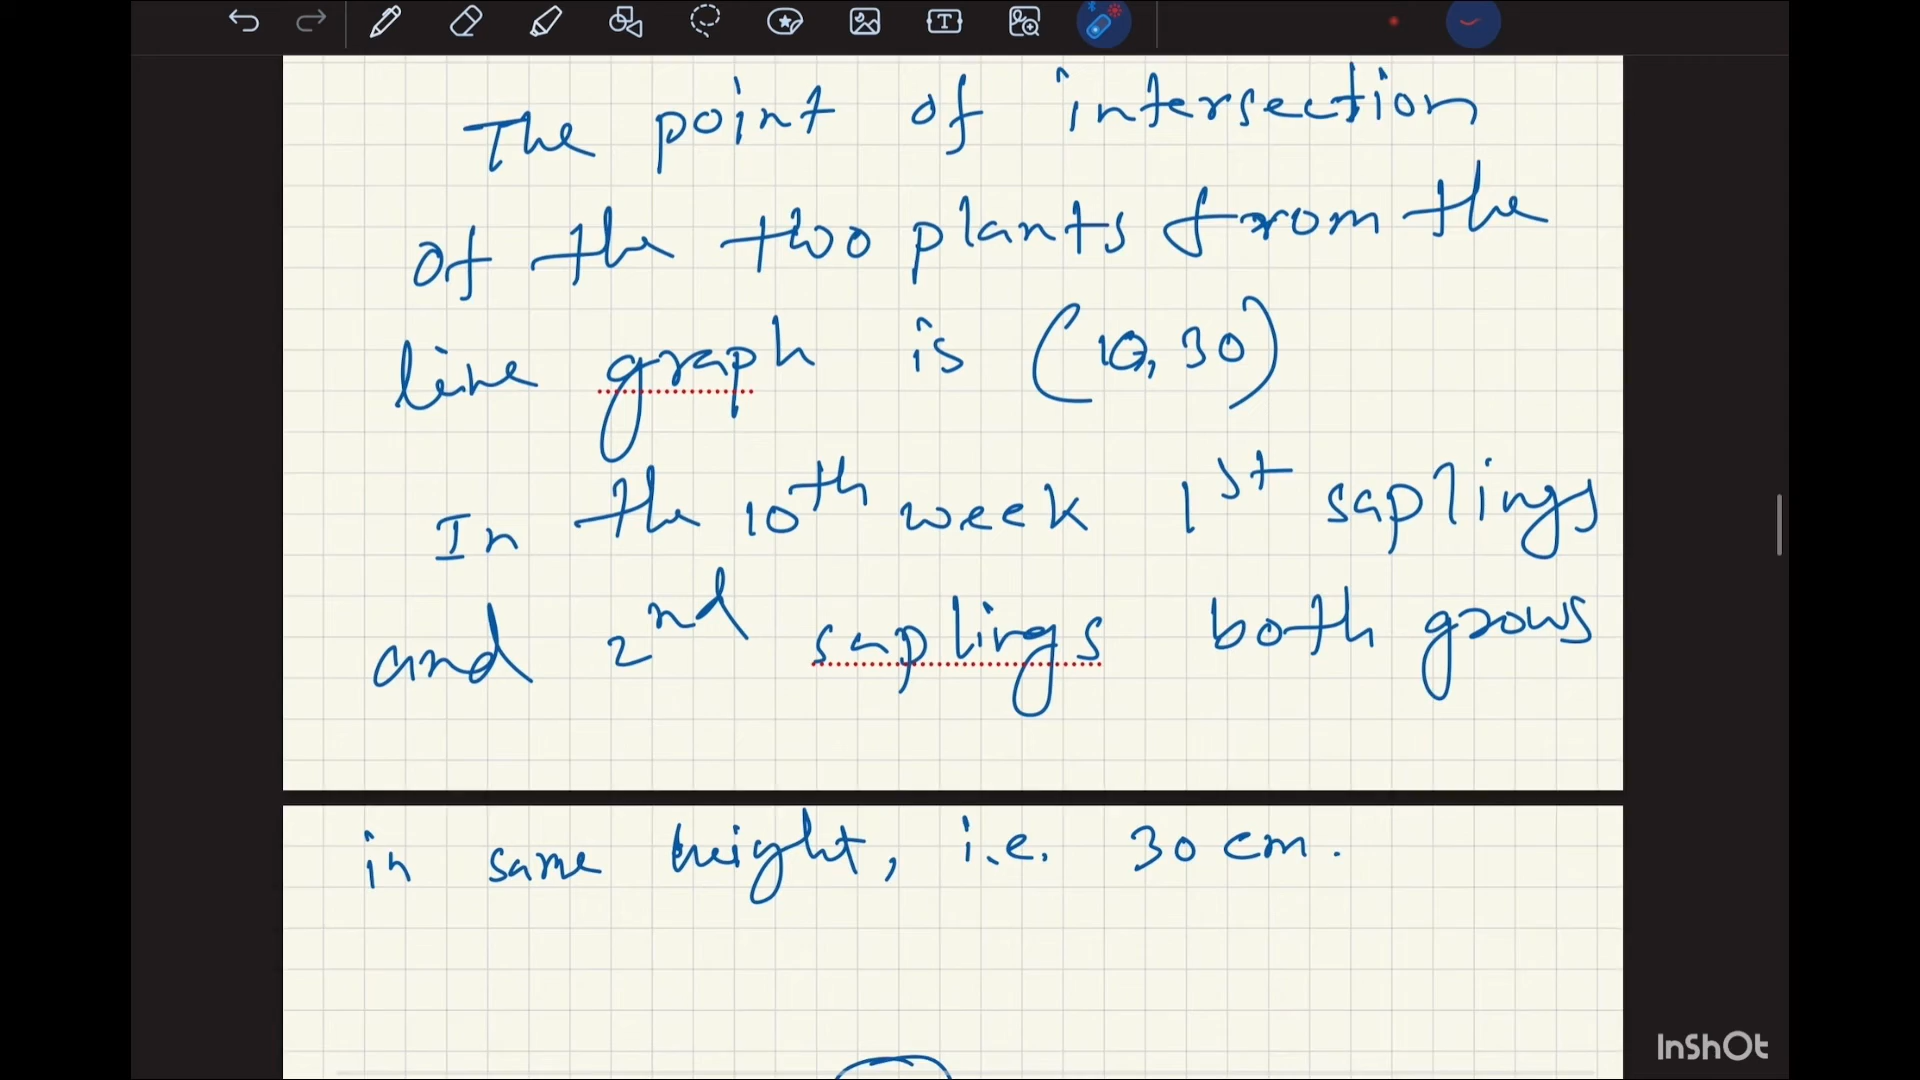 The point of intersection
of the two plants from the
line graph is (10, 30)
In the 10th week 1st saplings
and 2nd saplings both grows
in same height, i.e. 30 cm.
InShOt